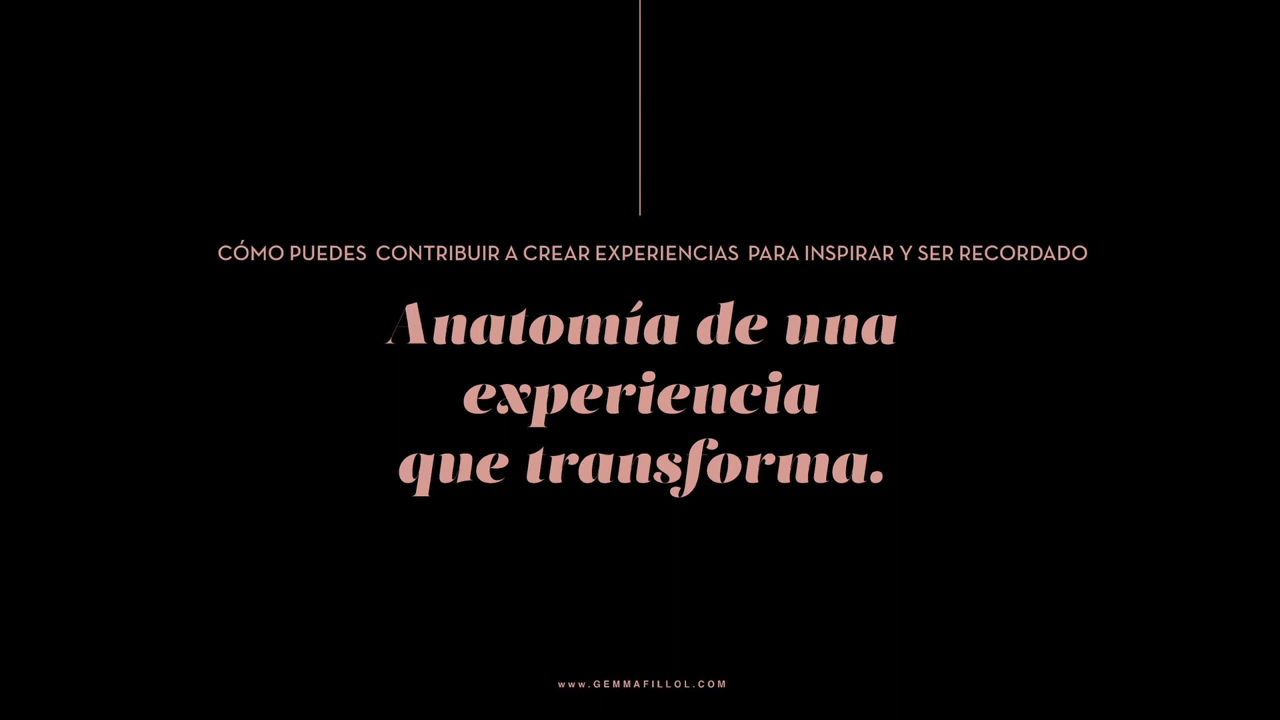 CÓMO PUEDES CONTRIBUIR A CREAR EXPERIENCIAS PARA INSPIRAR Y SER RECORDADO
Anatomía de una
experiencia
que transforma.
www.GEMMAFILLOL.COM